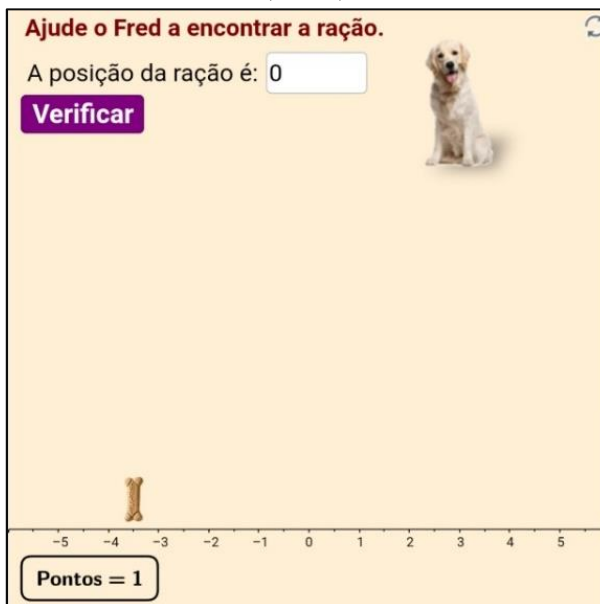 Ajude o Fred a encontrar a ração.
A posição da ração é: 0
Verificar
−5 −4 −3 −2 −1 0 1 2 3 4 5
Pontos = 1